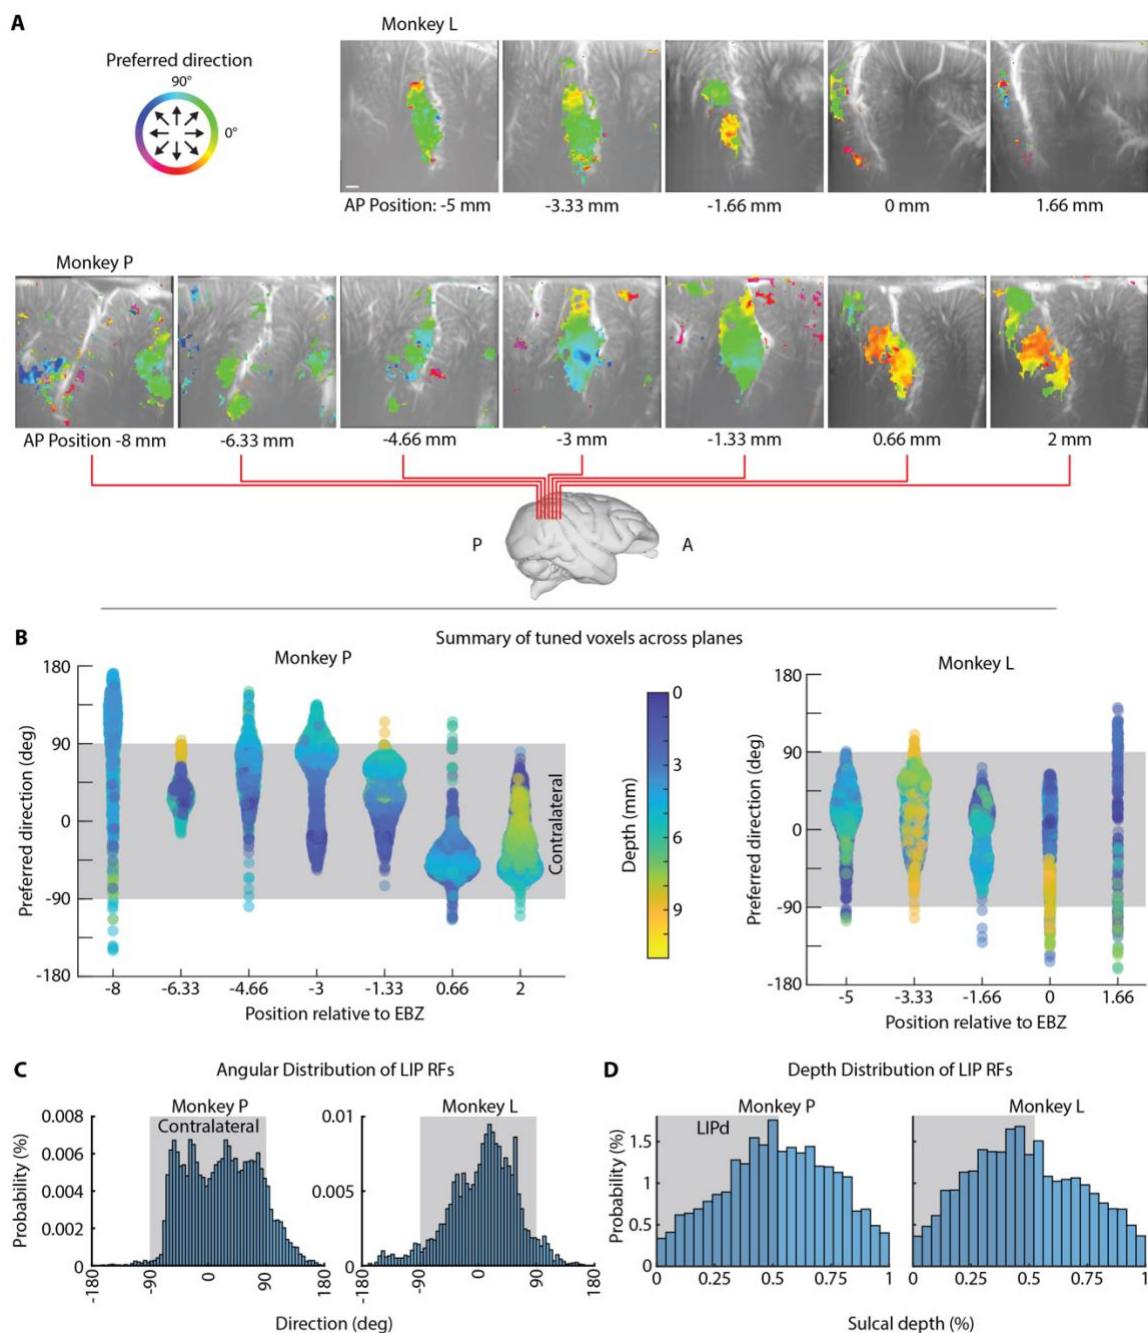 A
Monkey L
Preferred direction
90°
0°
AP Position: -5 mm
-3.33 mm
-1.66 mm
0 mm
1.66 mm
Monkey P
AP Position -8 mm
-6.33 mm
-4.66 mm
-3 mm
-1.33 mm
0.66 mm
2 mm
P
A
B
Summary of tuned voxels across planes
Monkey P
Monkey L
180
90
0
-90
-180
Preferred direction (deg)
Contralateral
-8
-6.33
-4.66
-3
-1.33
0.66
2
Position relative to EBZ
0
3
6
9
Depth (mm)
180
90
0
-90
-180
Preferred direction (deg)
-5
-3.33
-1.66
0
1.66
Position relative to EBZ
C
Angular Distribution of LIP RFs
Monkey P
Contralateral
Monkey L
0.008
0.006
0.004
0.002
0
Probability (%)
-180
-90
0
90
180
0.01
0.005
0
-180
-90
0
90
180
Direction (deg)
D
Depth Distribution of LIP RFs
Monkey P
LIPd
Monkey L
1.5
1
0.5
0
Probability (%)
0
0.25
0.5
0.75
1
0
0.25
0.5
0.75
1
Sulcal depth (%)